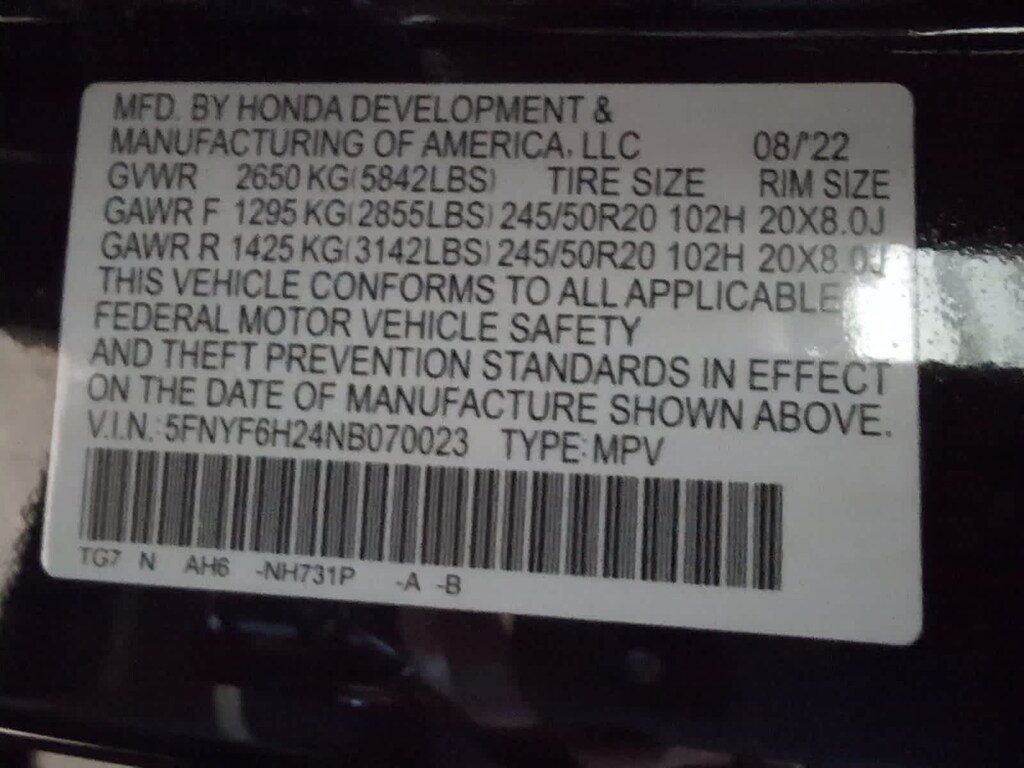 MFD. BY HONDA DEVELOPMENT &
MANUFACTURING OF AMERICA, LLC 08/'22
GVWR 2650 KG(5842LBS) TIRE SIZE RIM SIZE
GAWR F 1295 KG(2855LBS) 245/50R20 102H 20X8.0J
GAWR R 1425 KG(3142LBS) 245/50R20 102H 20X8.0J
THIS VEHICLE CONFORMS TO ALL APPLICABLE
FEDERAL MOTOR VEHICLE SAFETY
AND THEFT PREVENTION STANDARDS IN EFFECT
ON THE DATE OF MANUFACTURE SHOWN ABOVE.
V.I.N.:5FNYF6H24NB070023 TYPE:MPV
TG7 N AH6 -NH731P -A -B